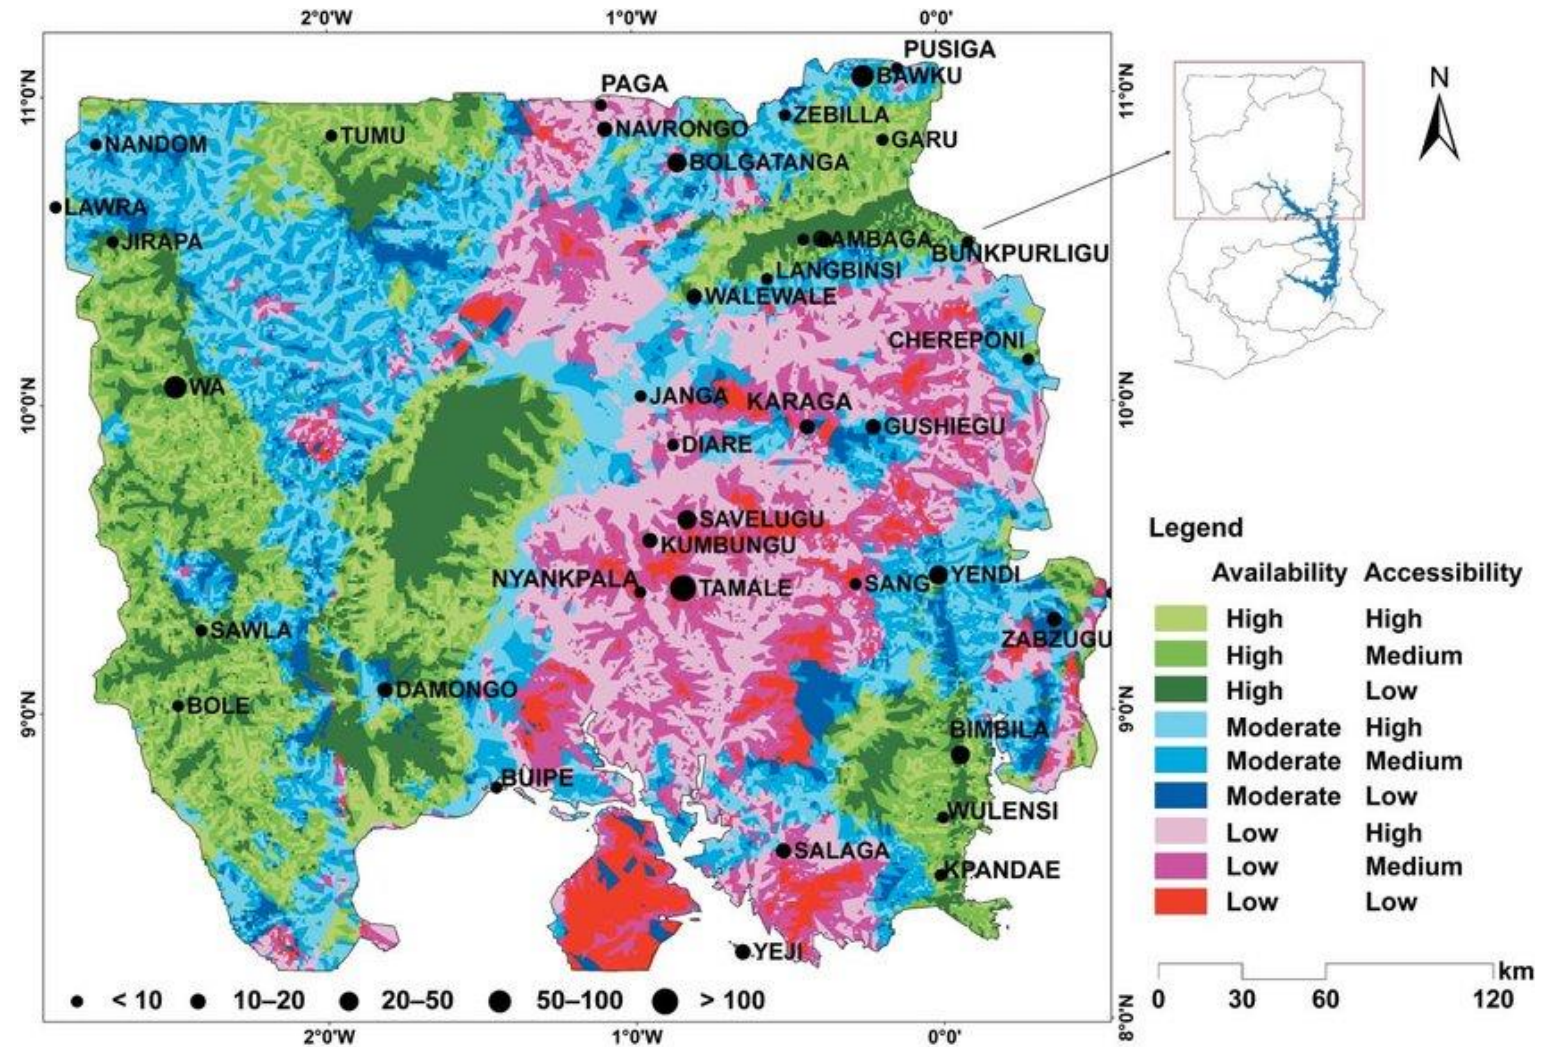 2°0'W 1°0'W 0°0'
PUSIGA
BAWKU
PAGA
11°0'N
11°0'N
N
ZEBILLA
NAVRONGO
TUMU
GARU
NANDOM
BOLGATANGA
LAWRA
JIRAPA
AMBAGA
BUNKPURLIGU
LANGBINSI
WALEWALE
CHEREPONI
WA
JANGA
KARAGA
10°0'N
10°0'N
GUSHIEGU
DIARE
SAVELUGU
KUMBUNGU
NYANKPALA
TAMALE
SANG
YENDI
SAWLA
ZABZUGU
DAMONGO
BOLE
9°0'N
9°0'N
BIMBILA
BUIPE
WULENSI
SALAGA
KPANDAE
YEJI
< 10 10–20 20–50 50–100 > 100
8°0'N
2°0'W 1°0'W 0°0'
Legend
Availability Accessibility
High High
High Medium
High Low
Moderate High
Moderate Medium
Moderate Low
Low High
Low Medium
Low Low
km
0 30 60 120